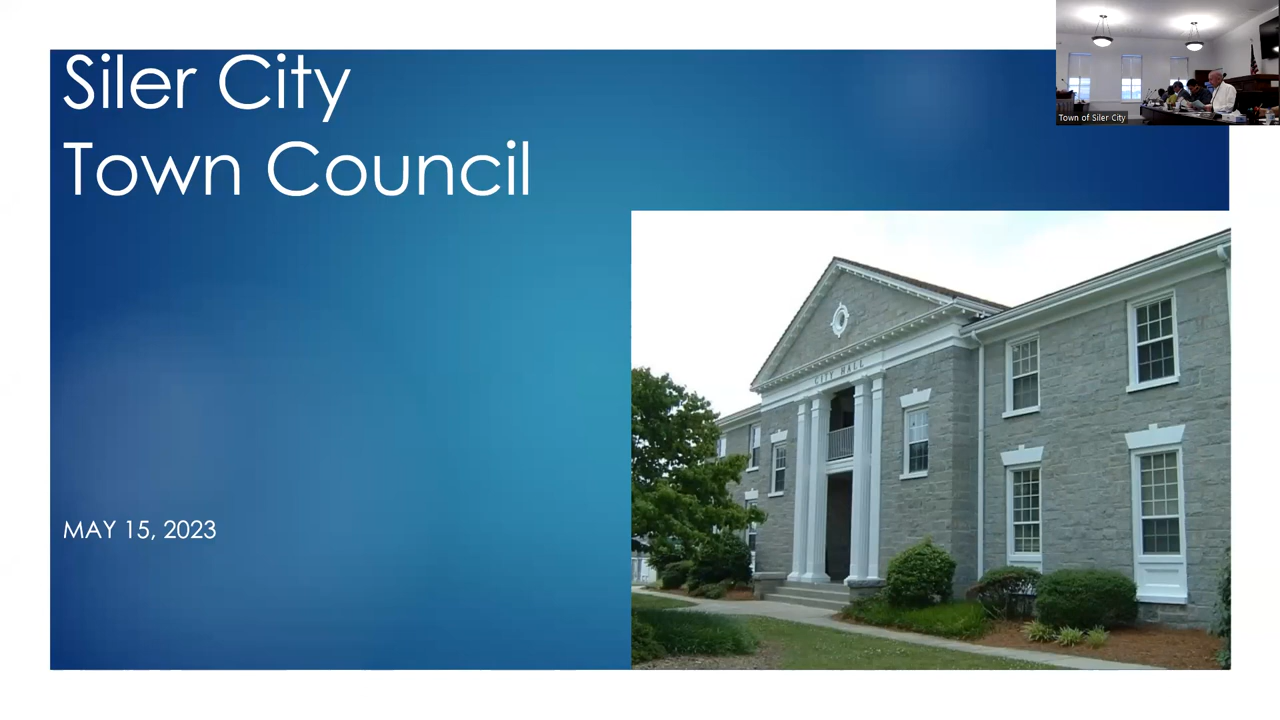 Siler City
Town Council
Town of Siler City
CITY HALL
MAY 15, 2023